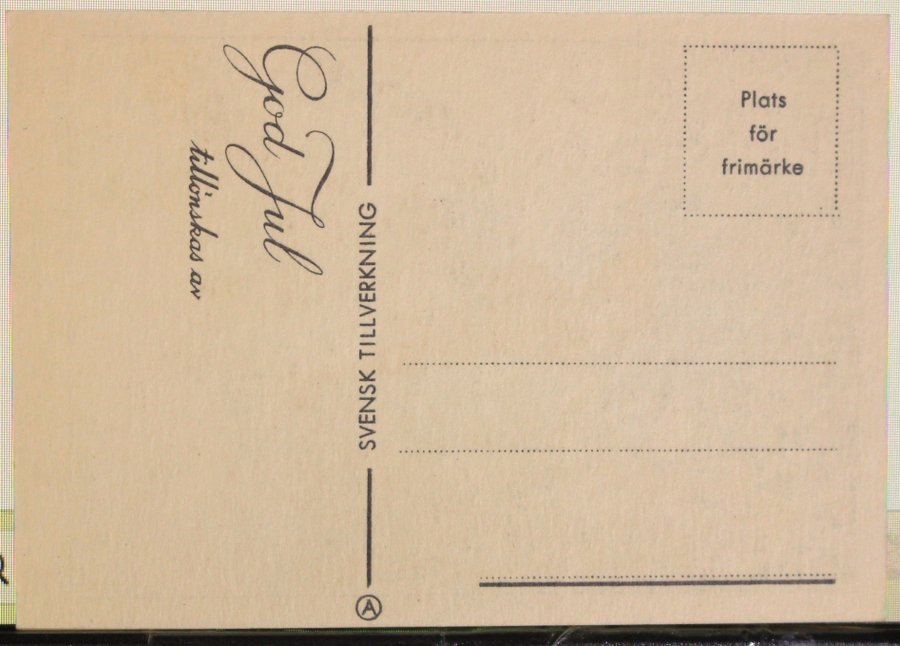 God Jul
tillönskas av
SVENSK TILLVERKNING
A
Plats
för
frimärke